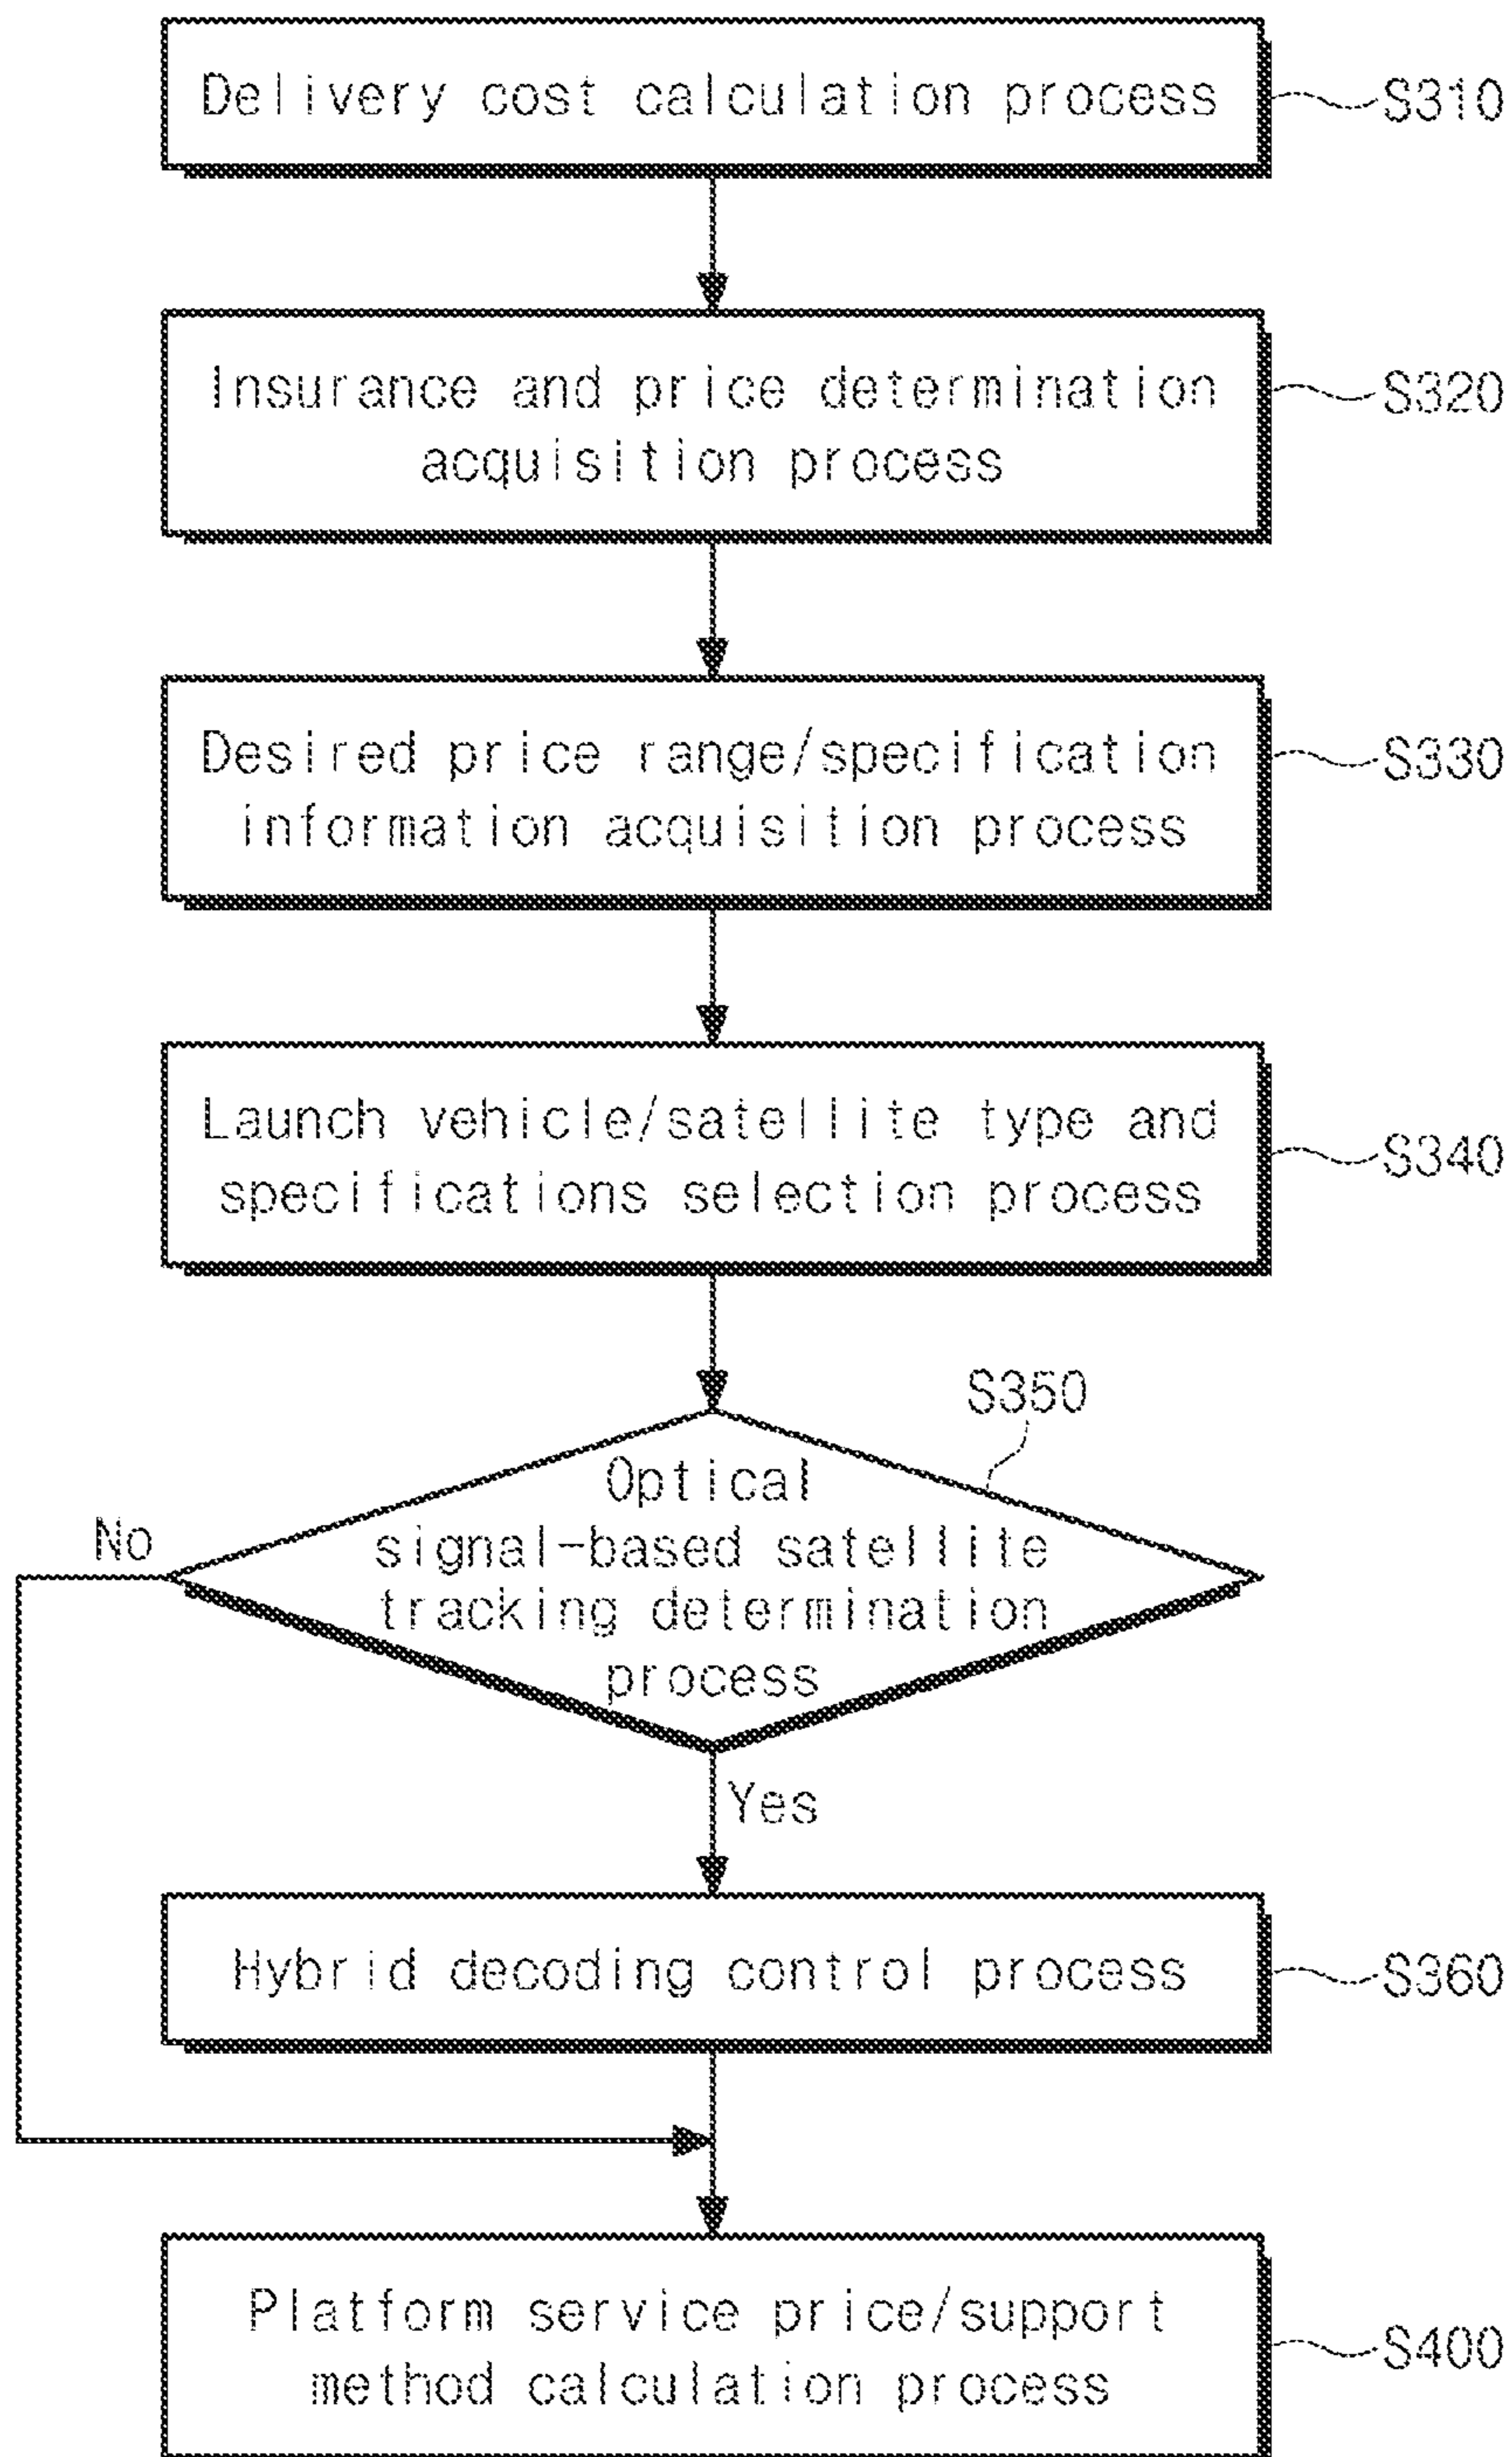 Delivery cost calculation process
S310
Insurance and price determination
acquisition process
S320
Desired price range/specification
information acquisition process
S330
Launch vehicle/satellite type and
specifications selection process
S340
S350
Optical
signal-based satellite
tracking determination
process
No
Yes
Hybrid decoding control process
S360
Platform service price/support
method calculation process
S400